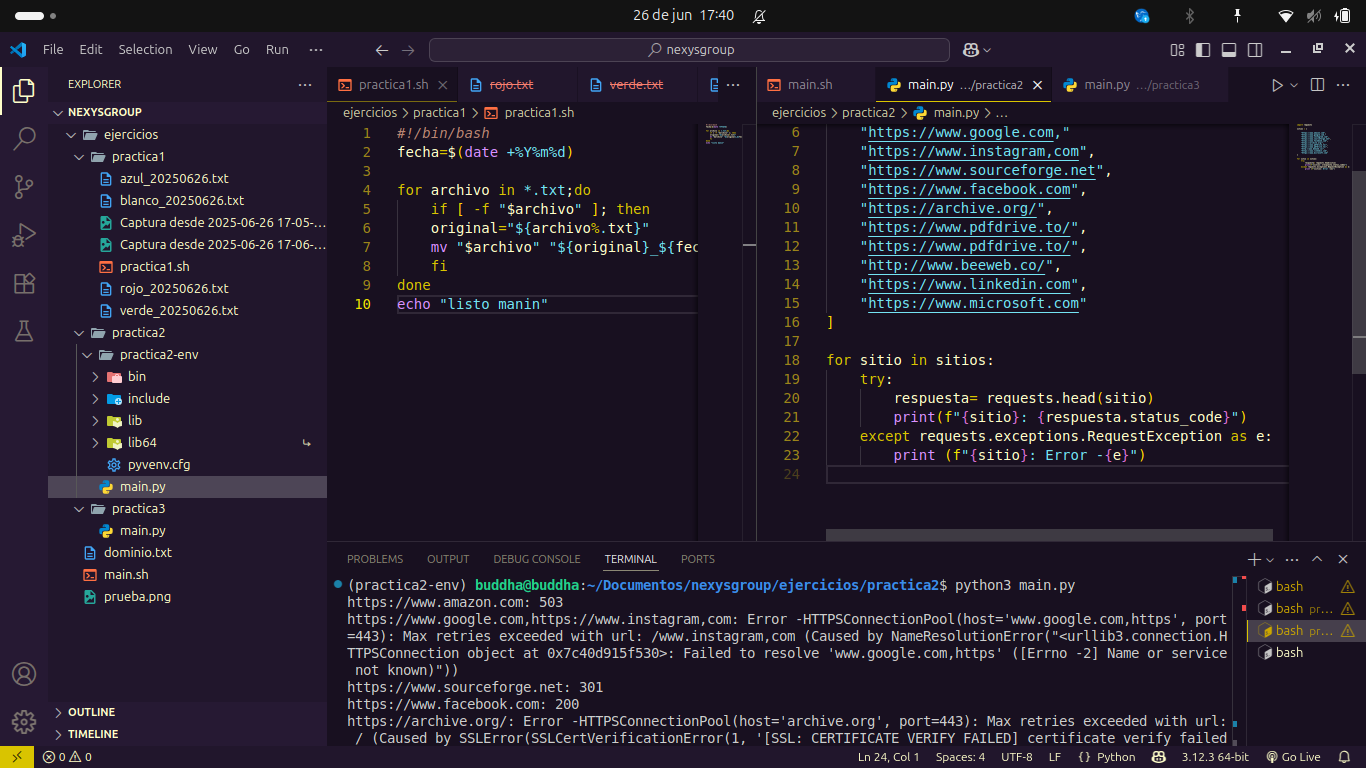 26 de jun 17:40
File Edit Selection View Go Run ···
nexysgroup
EXPLORER
NEXYSGROUP
ejercicios
practica1
azul_20250626.txt
blanco_20250626.txt
Captura desde 2025-06-26 17-05-...
Captura desde 2025-06-26 17-06-...
practica1.sh
rojo_20250626.txt
verde_20250626.txt
practica2
practica2-env
bin
include
lib
lib64
pyvenv.cfg
main.py
practica3
main.py
dominio.txt
main.sh
prueba.png
OUTLINE
TIMELINE
practica1.sh rojo.txt verde.txt
ejercicios > practica1 > practica1.sh
1 #!/bin/bash
2 fecha=$(date +%Y%m%d)
3
4 for archivo in *.txt;do
5 if [ -f "$archivo" ]; then
6 original="${archivo%.txt}"
7 mv "$archivo" "${original}_${fec
8 fi
9 done
10 echo "listo manin"
main.sh main.py .../practica2 main.py .../practica3
ejercicios > practica2 > main.py > ...
6 "https://www.google.com,"
7 "https://www.instagram,com",
8 "https://www.sourceforge.net",
9 "https://www.facebook.com",
10 "https://archive.org/",
11 "https://www.pdfdrive.to/",
12 "https://www.pdfdrive.to/",
13 "http://www.beeweb.co/",
14 "https://www.linkedin.com",
15 "https://www.microsoft.com"
16 ]
17
18 for sitio in sitios:
19 try:
20 respuesta= requests.head(sitio)
21 print(f"{sitio}: {respuesta.status_code}")
22 except requests.exceptions.RequestException as e:
23 print (f"{sitio}: Error -{e}")
24
PROBLEMS OUTPUT DEBUG CONSOLE TERMINAL PORTS
(practica2-env) buddha@buddha:~/Documentos/nexysgroup/ejercicios/practica2$ python3 main.py
https://www.amazon.com: 503
https://www.google.com,https://www.instagram,com: Error -HTTPSConnectionPool(host='www.google.com,https', port
=443): Max retries exceeded with url: /www.instagram,com (Caused by NameResolutionError("<urllib3.connection.H
TTPSConnection object at 0x7c40d915f530>: Failed to resolve 'www.google.com,https' ([Errno -2] Name or service
not known)"))
https://www.sourceforge.net: 301
https://www.facebook.com: 200
https://archive.org/: Error -HTTPSConnectionPool(host='archive.org', port=443): Max retries exceeded with url:
/ (Caused by SSLError(SSLCertVerificationError(1, '[SSL: CERTIFICATE_VERIFY_FAILED] certificate verify failed
bash
bash pr...
bash pr...
bash
0 0
Ln 24, Col 1 Spaces: 4 UTF-8 LF {} Python 3.12.3 64-bit Go Live